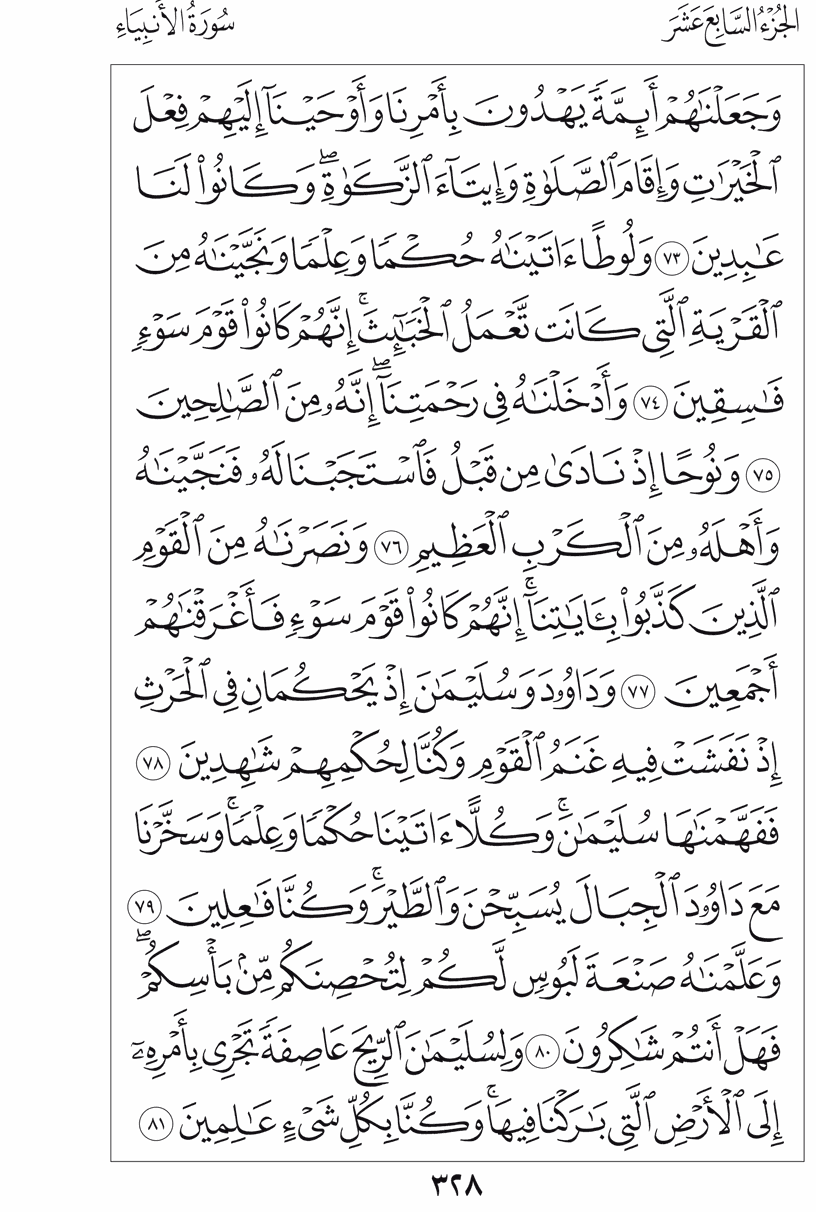 الجُزْءُ السَّابِعَ عَشَرَ
سُورَةُ الأَنبِيَاءِ
وَجَعَلْنَٰهُمْ أَئِمَّةً يَهْدُونَ بِأَمْرِنَا وَأَوْحَيْنَآ إِلَيْهِمْ فِعْلَ
ٱلْخَيْرَٰتِ وَإِقَامَ ٱلصَّلَوٰةِ وَإِيتَآءَ ٱلزَّكَوٰةِۖ وَكَانُوا۟ لَنَا
عَٰبِدِينَ ٧٣ وَلُوطًا ءَاتَيْنَٰهُ حُكْمًا وَعِلْمًا وَنَجَّيْنَٰهُ مِنَ
ٱلْقَرْيَةِ ٱلَّتِى كَانَت تَّعْمَلُ ٱلْخَبَٰٓئِثَۚ إِنَّهُمْ كَانُوا۟ قَوْمَ سَوْءٍ
فَٰسِقِينَ ٧٤ وَأَدْخَلْنَٰهُ فِى رَحْمَتِنَآۖ إِنَّهُۥ مِنَ ٱلصَّٰلِحِينَ
٧٥ وَنُوحًا إِذْ نَادَىٰ مِن قَبْلُ فَٱسْتَجَبْنَا لَهُۥ فَنَجَّيْنَٰهُ
وَأَهْلَهُۥ مِنَ ٱلْكَرْبِ ٱلْعَظِيمِ ٧٦ وَنَصَرْنَٰهُ مِنَ ٱلْقَوْمِ
ٱلَّذِينَ كَذَّبُوا۟ بِـَٔايَٰتِنَآۚ إِنَّهُمْ كَانُوا۟ قَوْمَ سَوْءٍ فَأَغْرَقْنَٰهُمْ
أَجْمَعِينَ ٧٧ وَدَاوُۥدَ وَسُلَيْمَٰنَ إِذْ يَحْكُمَانِ فِى ٱلْحَرْثِ
إِذْ نَفَشَتْ فِيهِ غَنَمُ ٱلْقَوْمِ وَكُنَّا لِحُكْمِهِمْ شَٰهِدِينَ ٧٨
فَفَهَّمْنَٰهَا سُلَيْمَٰنَۚ وَكُلًّا ءَاتَيْنَا حُكْمًا وَعِلْمًاۚ وَسَخَّرْنَا
مَعَ دَاوُۥدَ ٱلْجِبَالَ يُسَبِّحْنَ وَٱلطَّيْرَۚ وَكُنَّا فَٰعِلِينَ ٧٩
وَعَلَّمْنَٰهُ صَنْعَةَ لَبُوسٍ لَّكُمْ لِتُحْصِنَكُم مِّنۢ بَأْسِكُمْۖ
فَهَلْ أَنتُمْ شَٰكِرُونَ ٨٠ وَلِسُلَيْمَٰنَ ٱلرِّيحَ عَاصِفَةً تَجْرِى بِأَمْرِهِۦٓ
إِلَى ٱلْأَرْضِ ٱلَّتِى بَٰرَكْنَا فِيهَاۚ وَكُنَّا بِكُلِّ شَىْءٍ عَٰلِمِينَ ٨١
٣٢٨